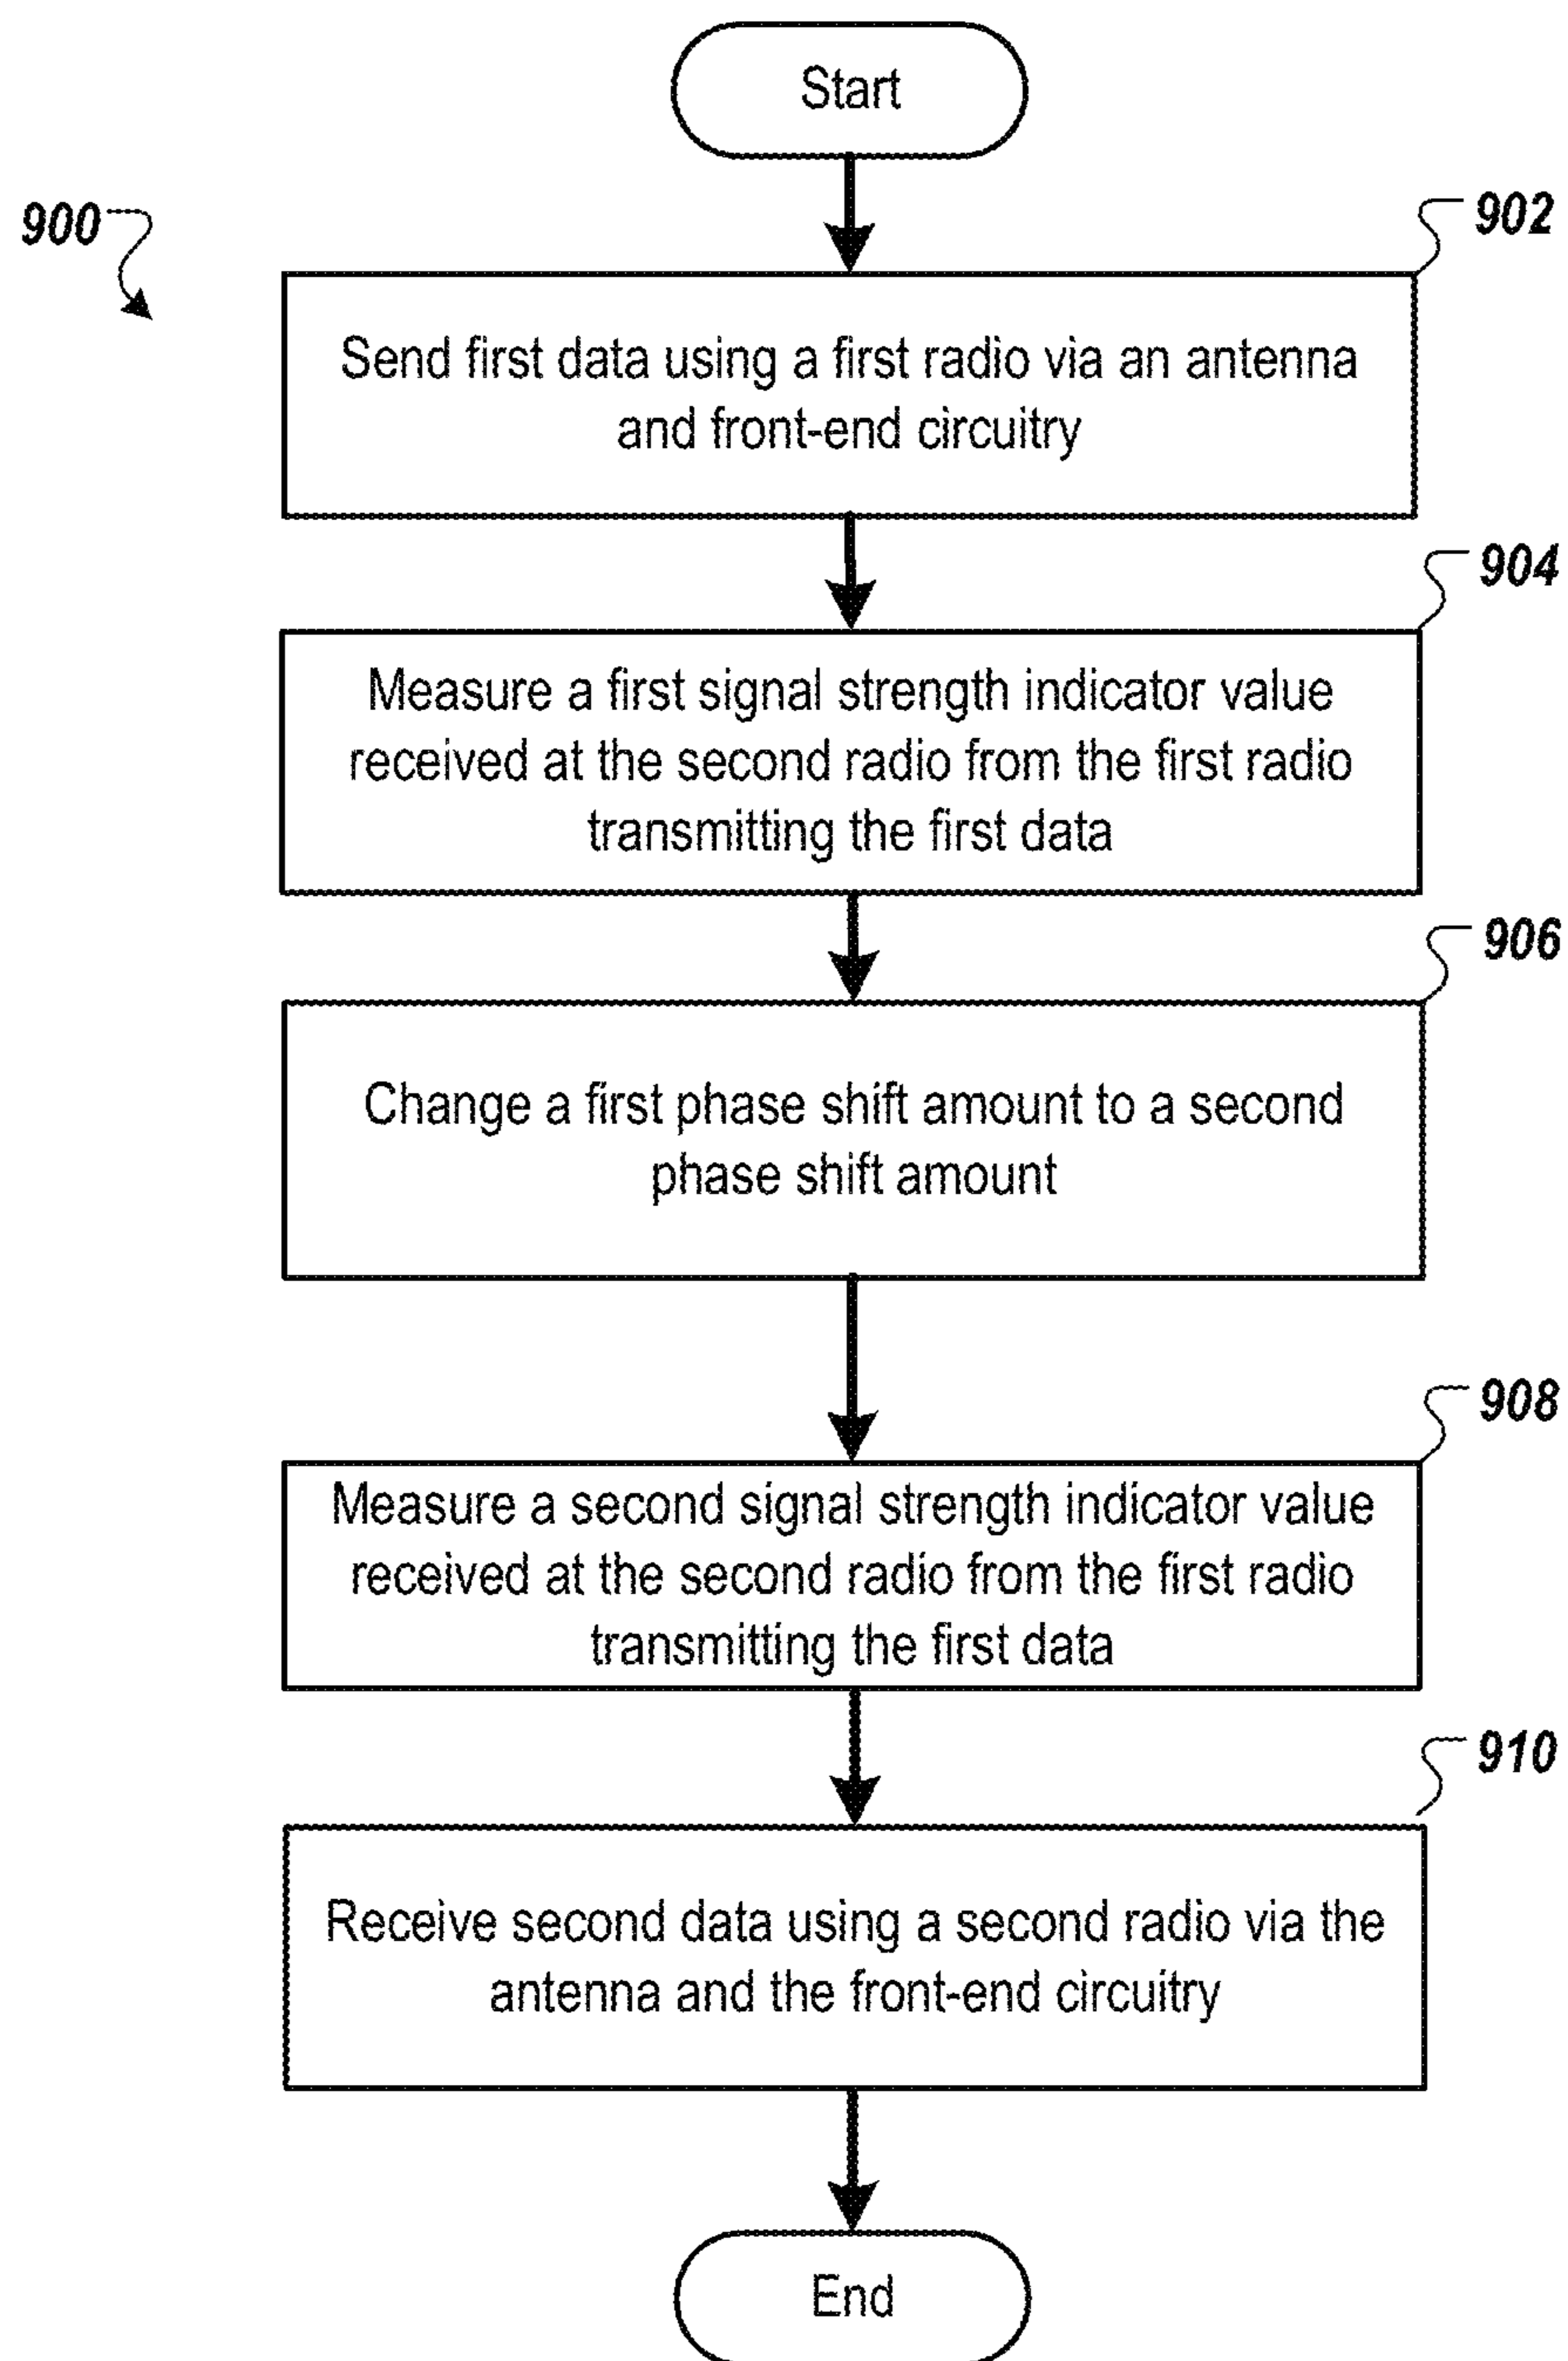 Start
900
902
Send first data using a first radio via an antenna
and front-end circuitry
904
Measure a first signal strength indicator value
received at the second radio from the first radio
transmitting the first data
906
Change a first phase shift amount to a second
phase shift amount
908
Measure a second signal strength indicator value
received at the second radio from the first radio
transmitting the first data
910
Receive second data using a second radio via the
antenna and the front-end circuitry
End